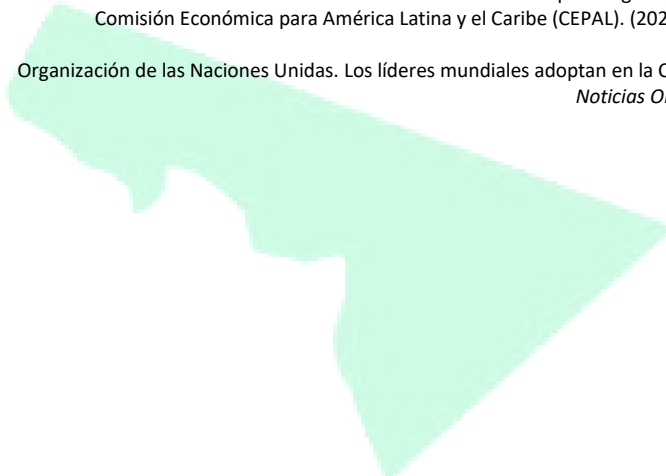 Comisión Económica para América Latina y el Caribe (CEPAL). (202
Organización de las Naciones Unidas. Los líderes mundiales adoptan en la C
Noticias O